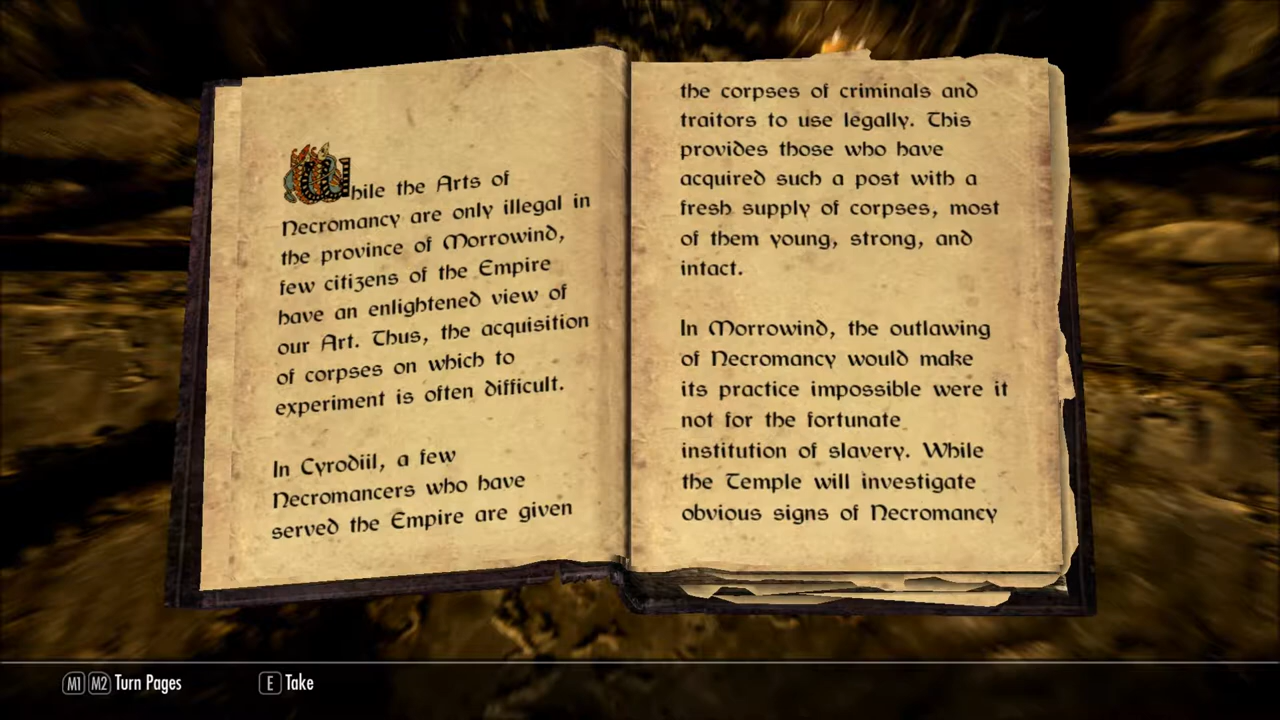 While the Arts of
Necromancy are only illegal in
the province of Morrowind,
few citizens of the Empire
have an enlightened view of
our Art. Thus, the acquisition
of corpses on which to
experiment is often difficult.
In Cyrodiil, a few
Necromancers who have
served the Empire are given
the corpses of criminals and
traitors to use legally. This
provides those who have
acquired such a post with a
fresh supply of corpses, most
of them young, strong, and
intact.
In Morrowind, the outlawing
of Necromancy would make
its practice impossible were it
not for the fortunate
institution of slavery. While
the Temple will investigate
obvious signs of Necromancy
M1 M2 Turn Pages E Take